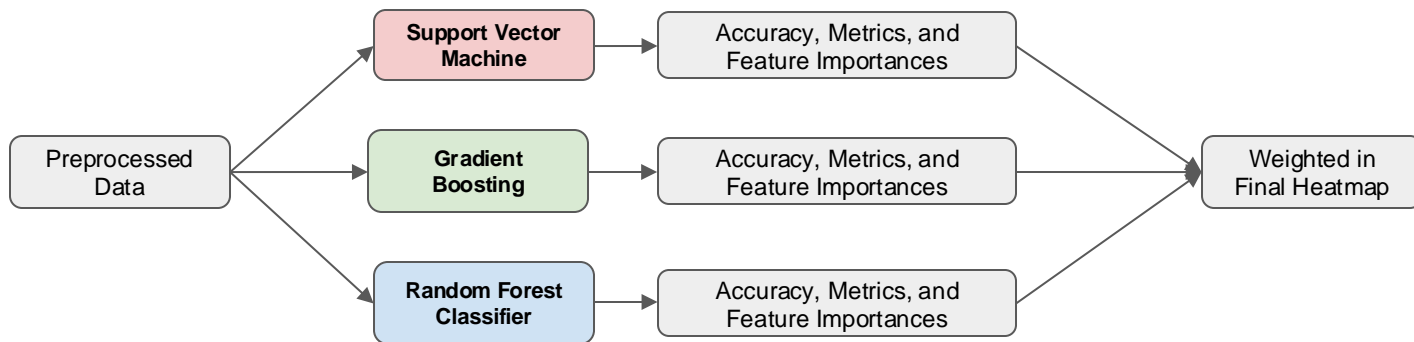 Preprocessed
Data
Support Vector
Machine
Accuracy, Metrics, and
Feature Importances
Gradient
Boosting
Accuracy, Metrics, and
Feature Importances
Random Forest
Classifier
Accuracy, Metrics, and
Feature Importances
Weighted in
Final Heatmap